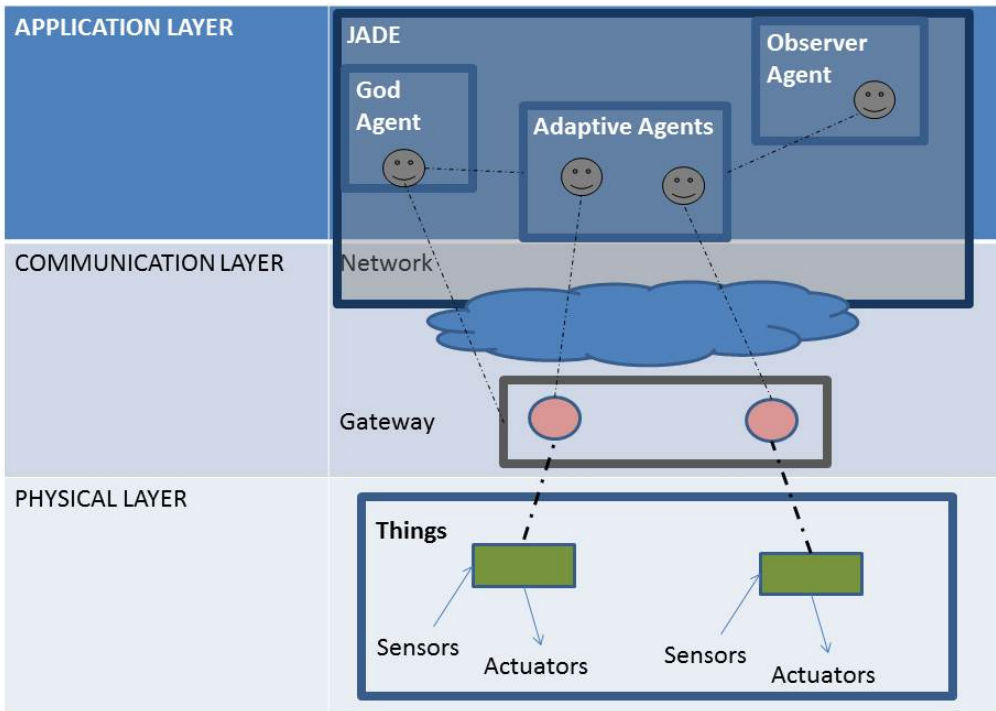 APPLICATION LAYER
JADE
Observer
Agent
God
Agent
Adaptive Agents
COMMUNICATION LAYER
Network
Gateway
PHYSICAL LAYER
Things
Sensors
Actuators
Sensors
Actuators